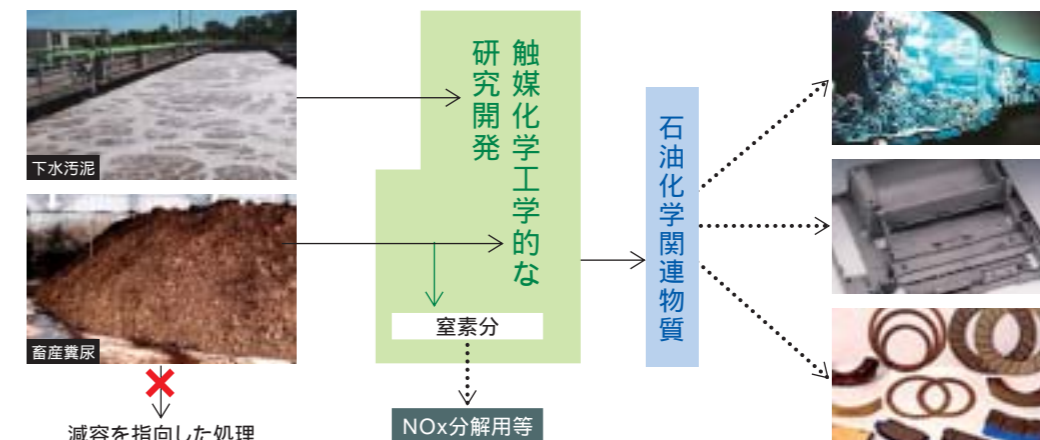 下水汚泥
畜産糞尿
減容を指向した処理
触媒化学工学的な
研究開発
窒素分
NOx分解用等
石油化学関連物質